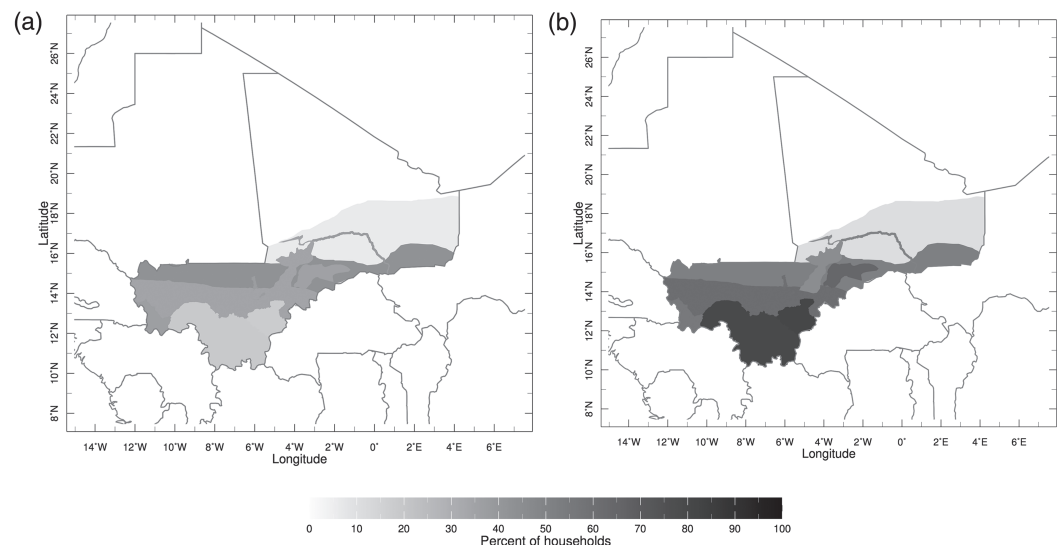 (a)
26°N
24°N
22°N
20°N
18°N
16°N
14°N
12°N
10°N
8°N
Latitude
14°W 12°W 10°W 8°W 6°W 4°W 2°W 0° 2°E 4°E 6°E
Longitude
(b)
26°N
24°N
22°N
20°N
18°N
16°N
14°N
12°N
10°N
8°N
Latitude
14°W 12°W 10°W 8°W 6°W 4°W 2°W 0° 2°E 4°E 6°E
Longitude
0 10 20 30 40 50 60 70 80 90 100
Percent of households